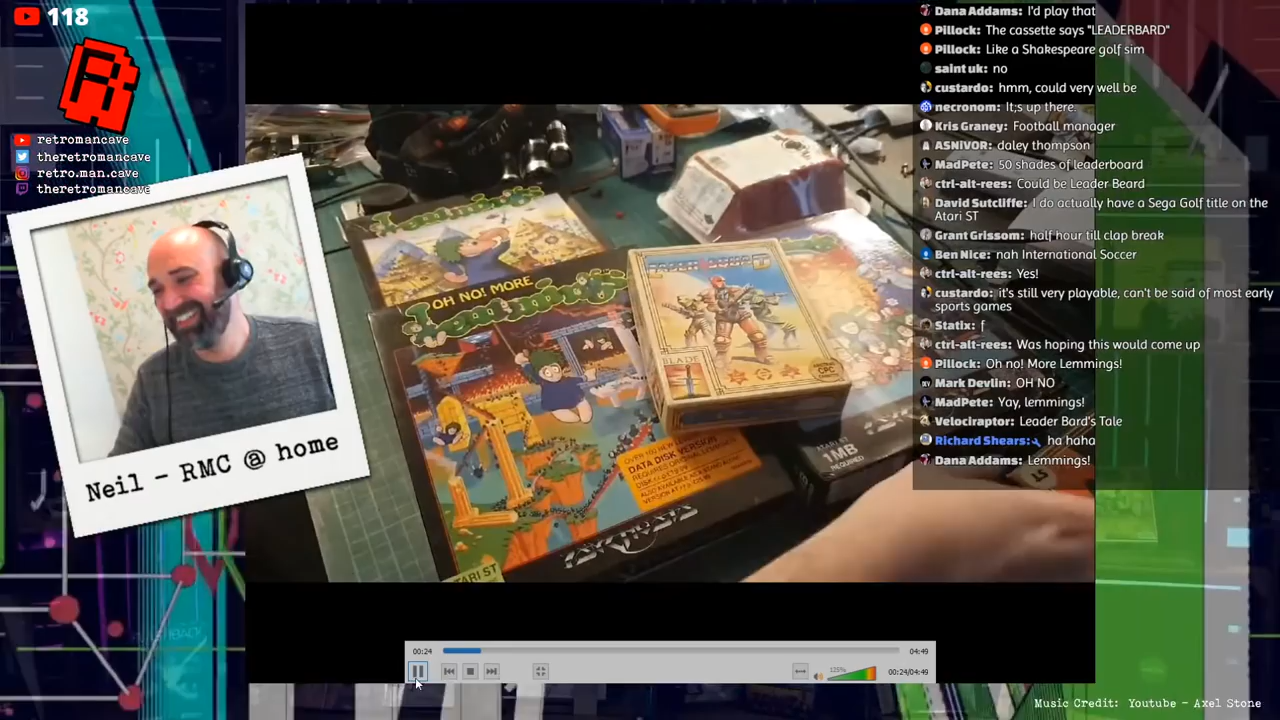 118
retromancave
theretromancave
retro.man.cave
theretromancave
Neil - RMC @ home
Lemmings
OH NO! MORE
Lemmings
LASER SQUAD
BLADE
CPC
DATA DISK VERSION
ATARI ST
1MB
REQUIRED
PSYGNOSIS
ATARI ST
Dana Addams: I'd play that
Pillock: The cassette says "LEADERBARD"
Pillock: Like a Shakespeare golf sim
saint uk: no
custardo: hmm, could very well be
necronom: It;s up there.
Kris Graney: Football manager
ASNiVOR: daley thompson
MadPete: 50 shades of leaderboard
ctrl-alt-rees: Could be Leader Beard
David Sutcliffe: I do actually have a Sega Golf title on the
Atari ST
Grant Grissom: half hour till clap break
Ben Nice: nah International Soccer
ctrl-alt-rees: Yes!
custardo: it's still very playable, can't be said of most early
sports games
Statix: f
ctrl-alt-rees: Was hoping this would come up
Pillock: Oh no! More Lemmings!
Mark Devlin: OH NO
MadPete: Yay, lemmings!
Velociraptor: Leader Bard's Tale
Richard Shears: ha haha
Dana Addams: Lemmings!
00:24
04:49
125%
00:24/04:49
Music Credit: Youtube - Axel Stone